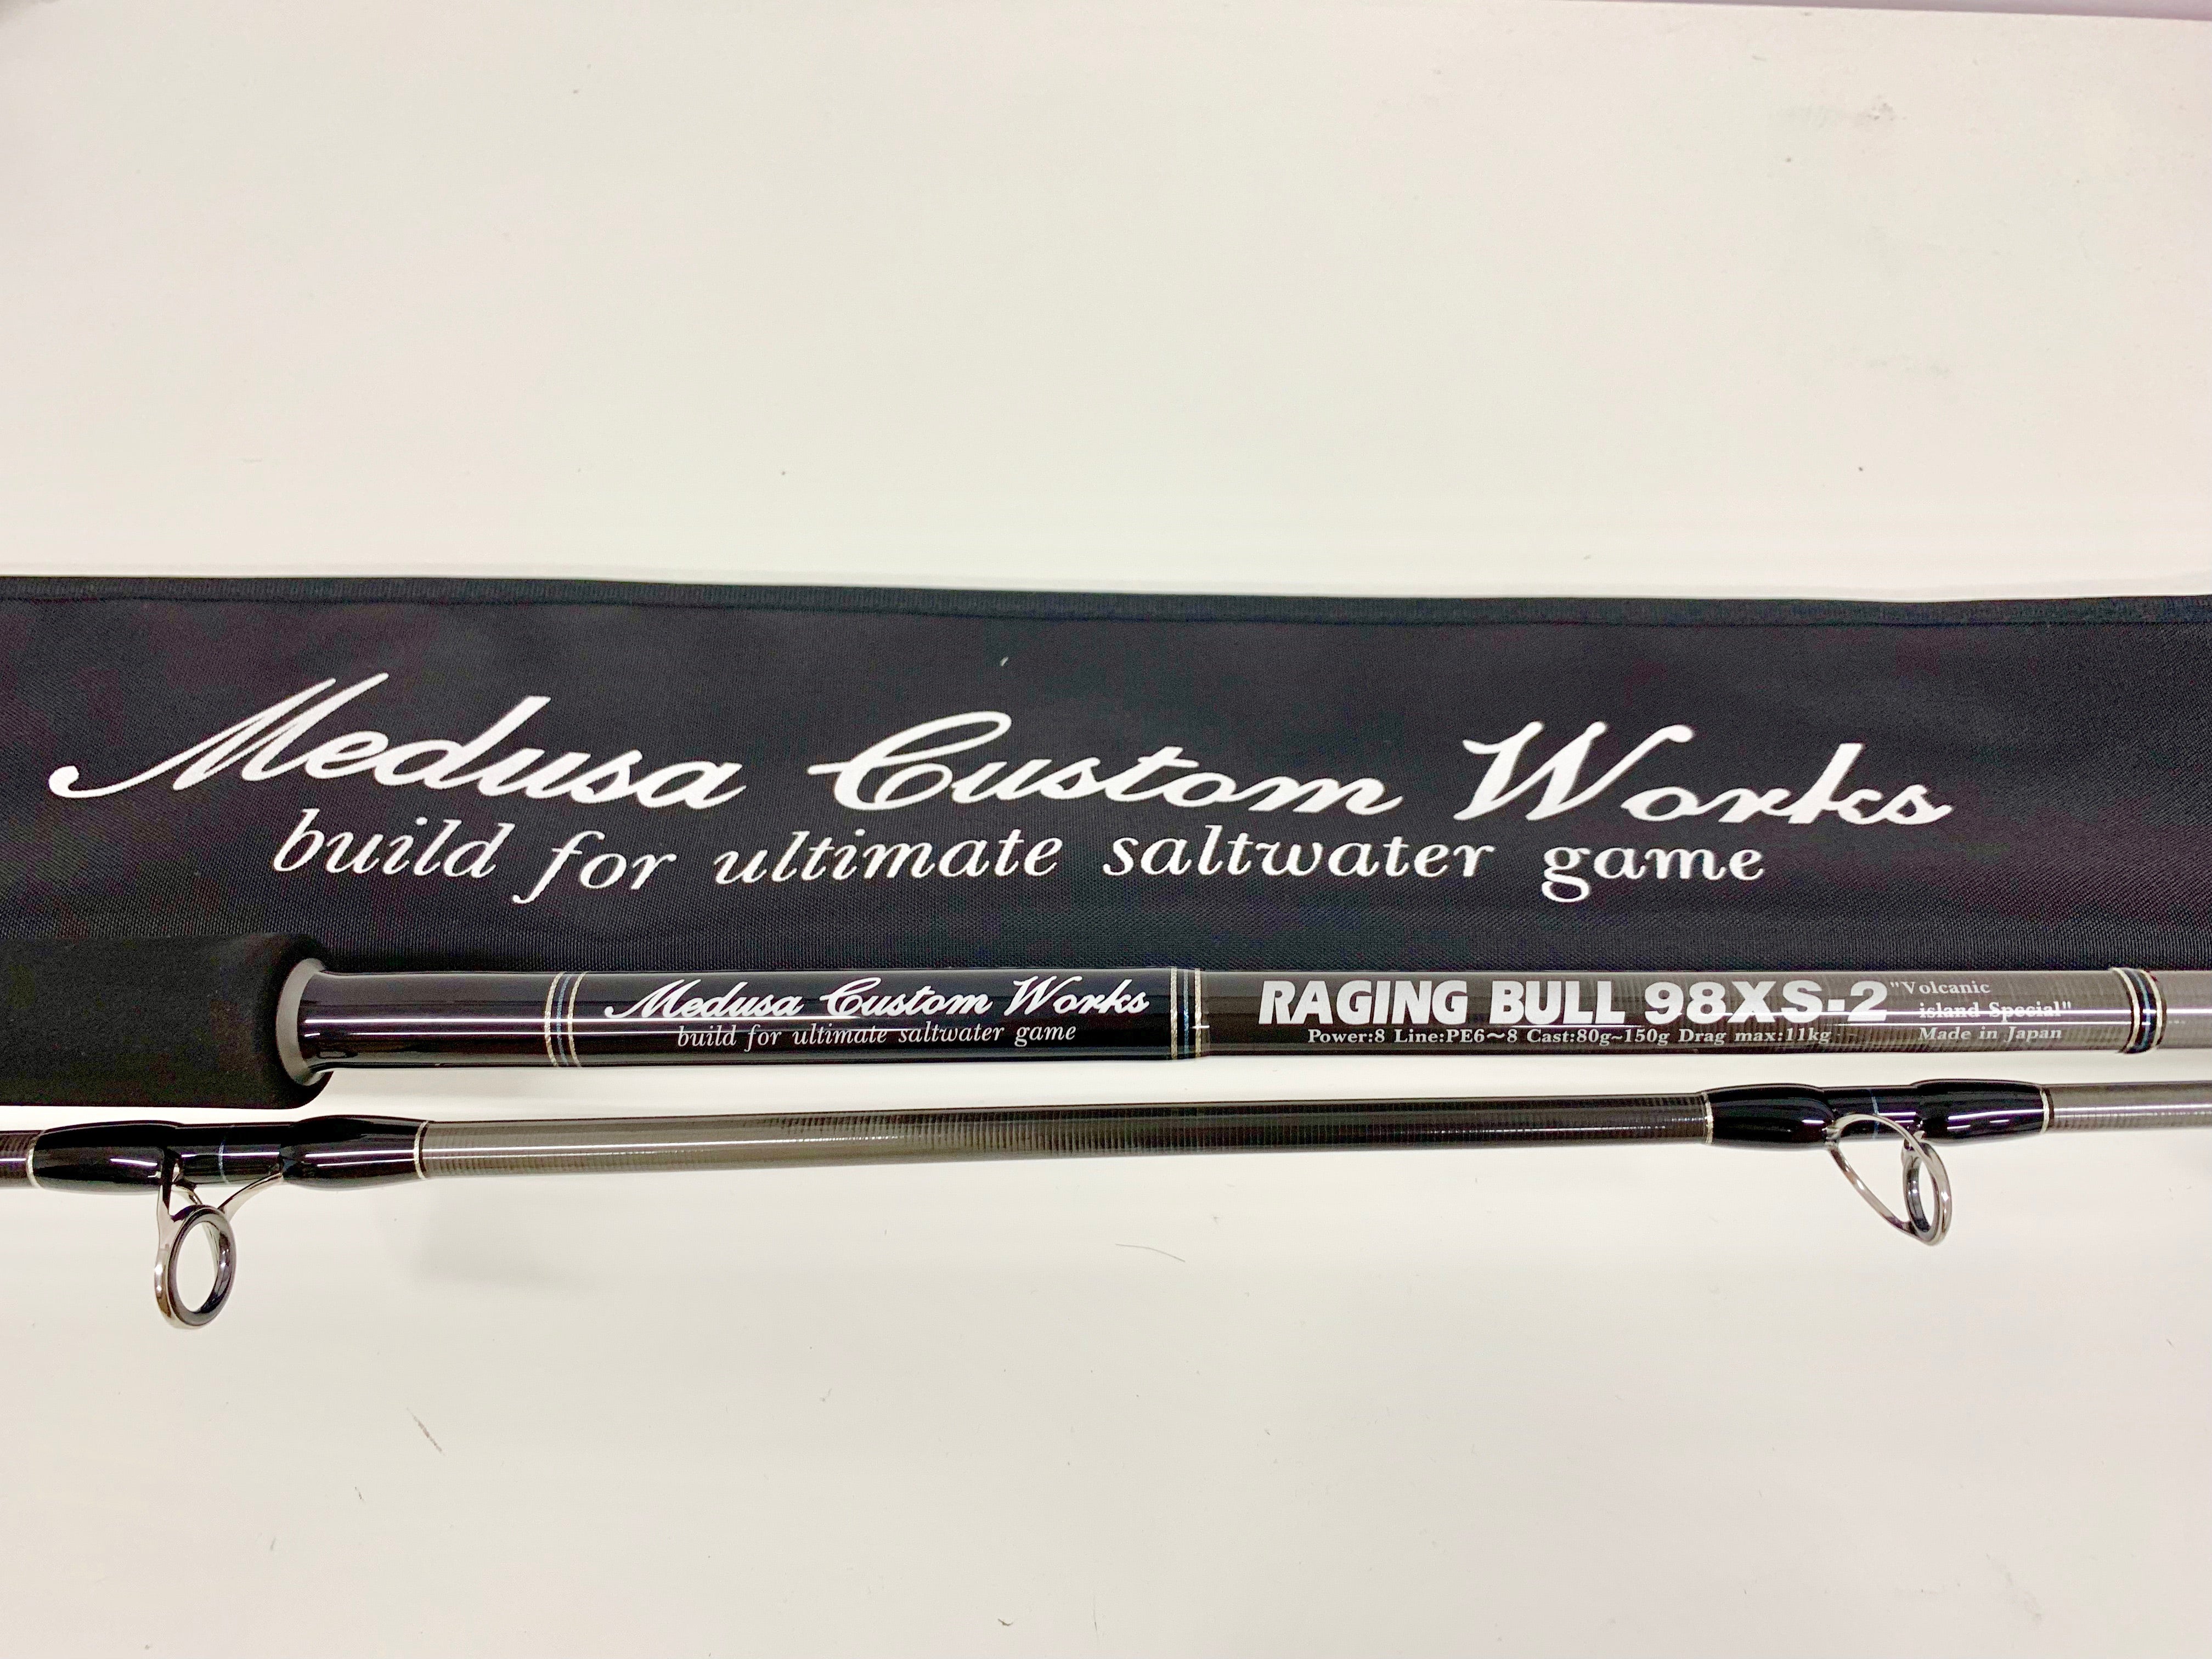 Medusa Custom Works
build for ultimate saltwater game
Medusa Custom Works
build for ultimate saltwater game
RAGING BULL 98XS-2 "Volcanic
island Special"
Power:8 Line:PE6～8 Cast:80g~150g Drag max:11kg
Made in Japan